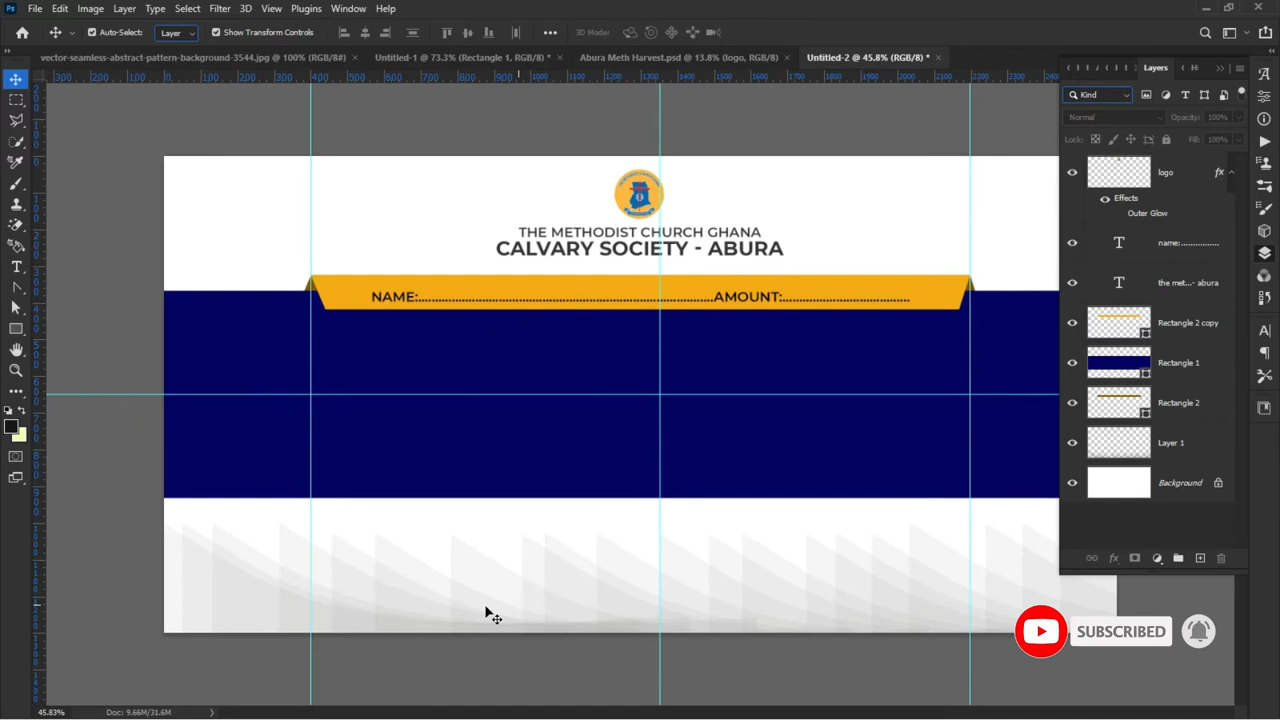 Ps File Edit Image Layer Type Select Filter 3D View Plugins Window Help
Auto-Select: Layer Show Transform Controls 3D Mode:
vector-seamless-abstract-pattern-background-3544.jpg @ 100% (RGB/8#) × Untitled-1 @ 73.3% (Rectangle 1, RGB/8) * × Abura Meth Harvest.psd @ 13.8% (logo, RGB/8) × Untitled-2 @ 45.8% (RGB/8) * ×
Layers
Kind
Normal Opacity: 100%
Lock: Fill: 100%
logo fx
Effects
Outer Glow
name:................
the met...- abura
Rectangle 2 copy
Rectangle 1
Rectangle 2
Layer 1
Background
THE METHODIST CHURCH GHANA
CALVARY SOCIETY - ABURA
NAME:.........................................................................................AMOUNT:.......................................
SUBSCRIBED
45.83% Doc: 9.66M/31.6M